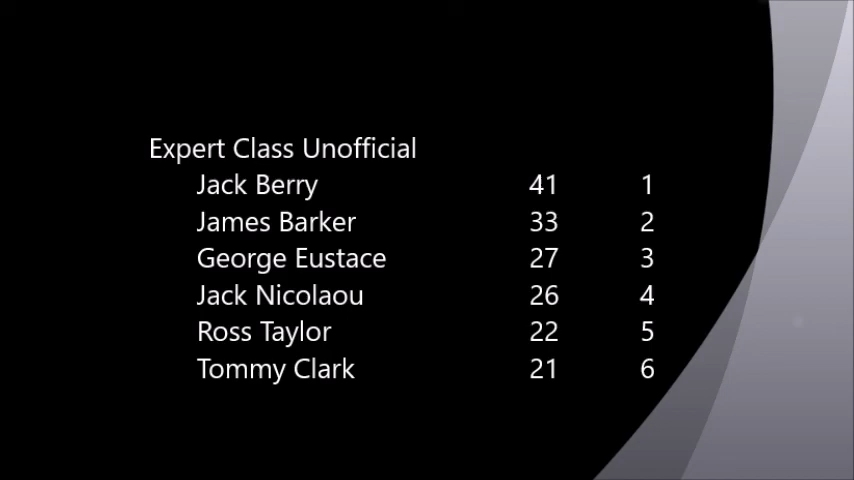 Expert Class Unofficial
Jack Berry 41 1
James Barker 33 2
George Eustace 27 3
Jack Nicolaou 26 4
Ross Taylor 22 5
Tommy Clark 21 6